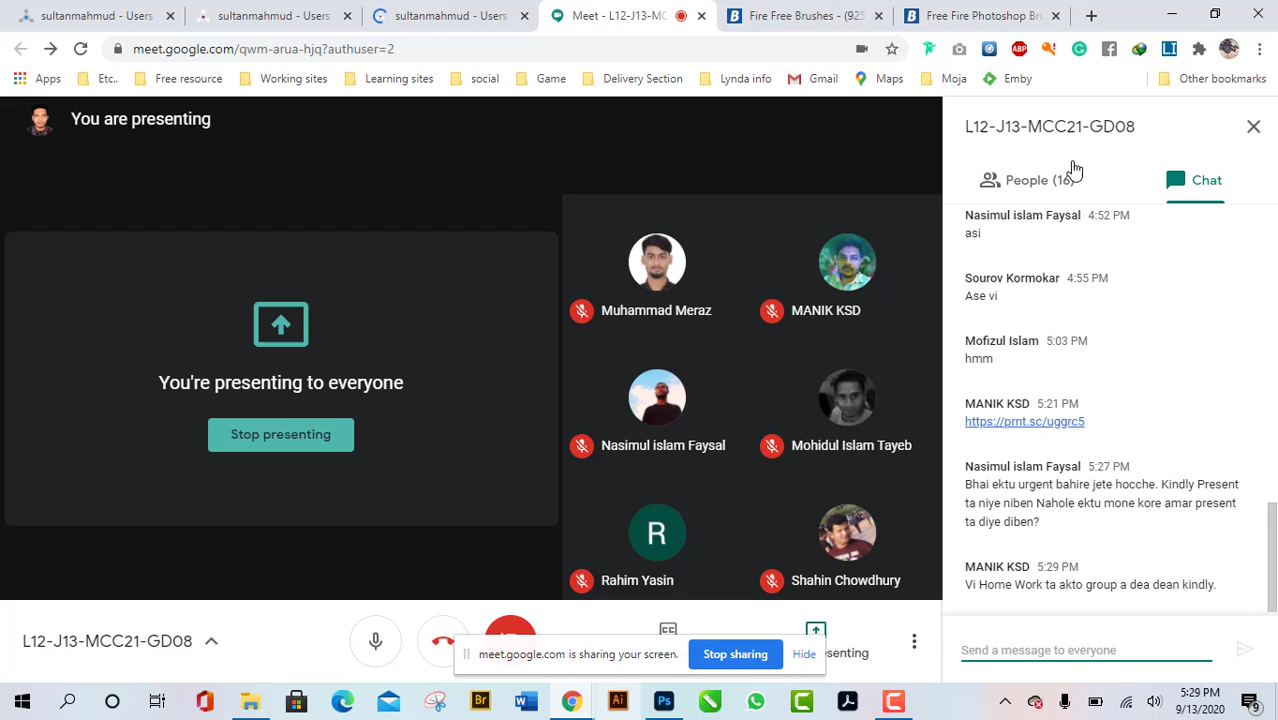 sultanmahmud - Users
sultanmahmud - Users
sultanmahmud - Users
Meet - L12-J13-MC
Fire Free Brushes - (925
Fire Free Photoshop Bru
meet.google.com/qwm-arua-hjq?authuser=2
Apps
Etc..
Free resource
Working sites
Learning sites
social
Game
Delivery Section
Lynda info
Gmail
Maps
Moja
Emby
Other bookmarks
You are presenting
L12-J13-MCC21-GD08
People (16)
Chat
You're presenting to everyone
Stop presenting
Muhammad Meraz
MANIK KSD
Nasimul islam Faysal
Mohidul Islam Tayeb
R
Rahim Yasin
Shahin Chowdhury
Nasimul islam Faysal 4:52 PM
asi
Sourov Kormokar 4:55 PM
Ase vi
Mofizul Islam 5:03 PM
hmm
MANIK KSD 5:21 PM
https://prnt.sc/uggrc5
Nasimul islam Faysal 5:27 PM
Bhai ektu urgent bahire jete hocche. Kindly Present
ta niye niben Nahole ektu mone kore amar present
ta diye diben?
MANIK KSD 5:29 PM
Vi Home Work ta akto group a dea dean kindly.
Send a message to everyone
L12-J13-MCC21-GD08
meet.google.com is sharing your screen.
Stop sharing
Hide
enting
Br
W
Ai
Ps
5:29 PM
9/13/2020
9